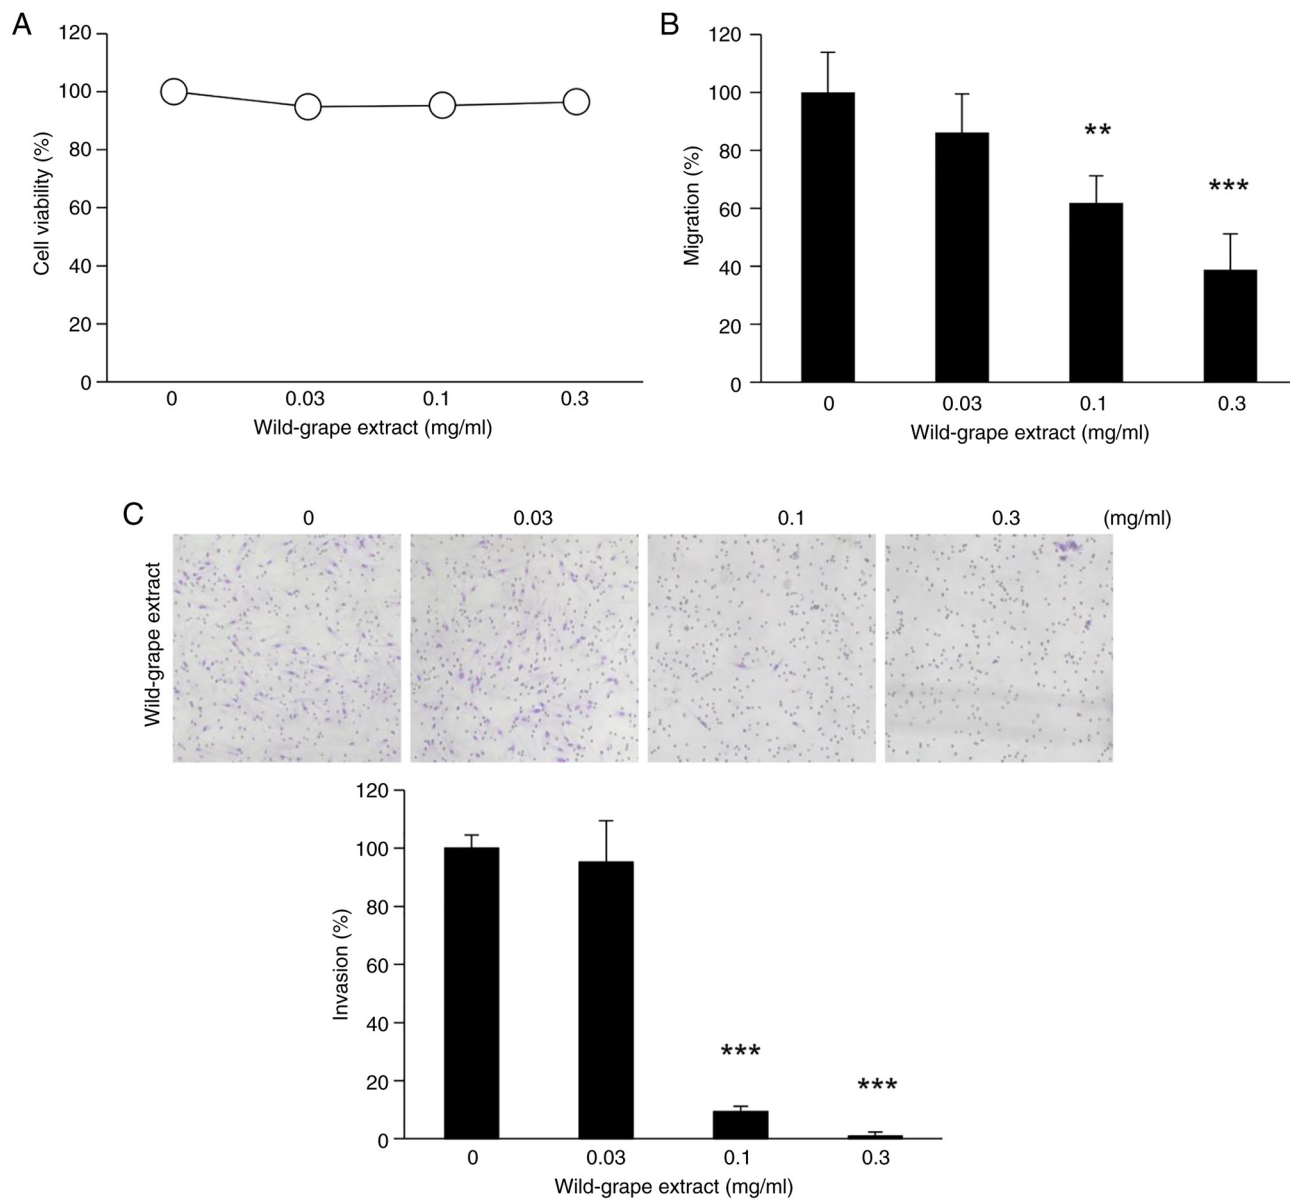 A
120
100
80
60
40
20
0
Cell viability (%)
0 0.03 0.1 0.3
Wild-grape extract (mg/ml)
B
120
100
80
60
40
20
0
Migration (%)
**
***
0 0.03 0.1 0.3
Wild-grape extract (mg/ml)
C
0 0.03 0.1 0.3 (mg/ml)
Wild-grape extract
120
100
80
60
40
20
0
Invasion (%)
***
***
0 0.03 0.1 0.3
Wild-grape extract (mg/ml)